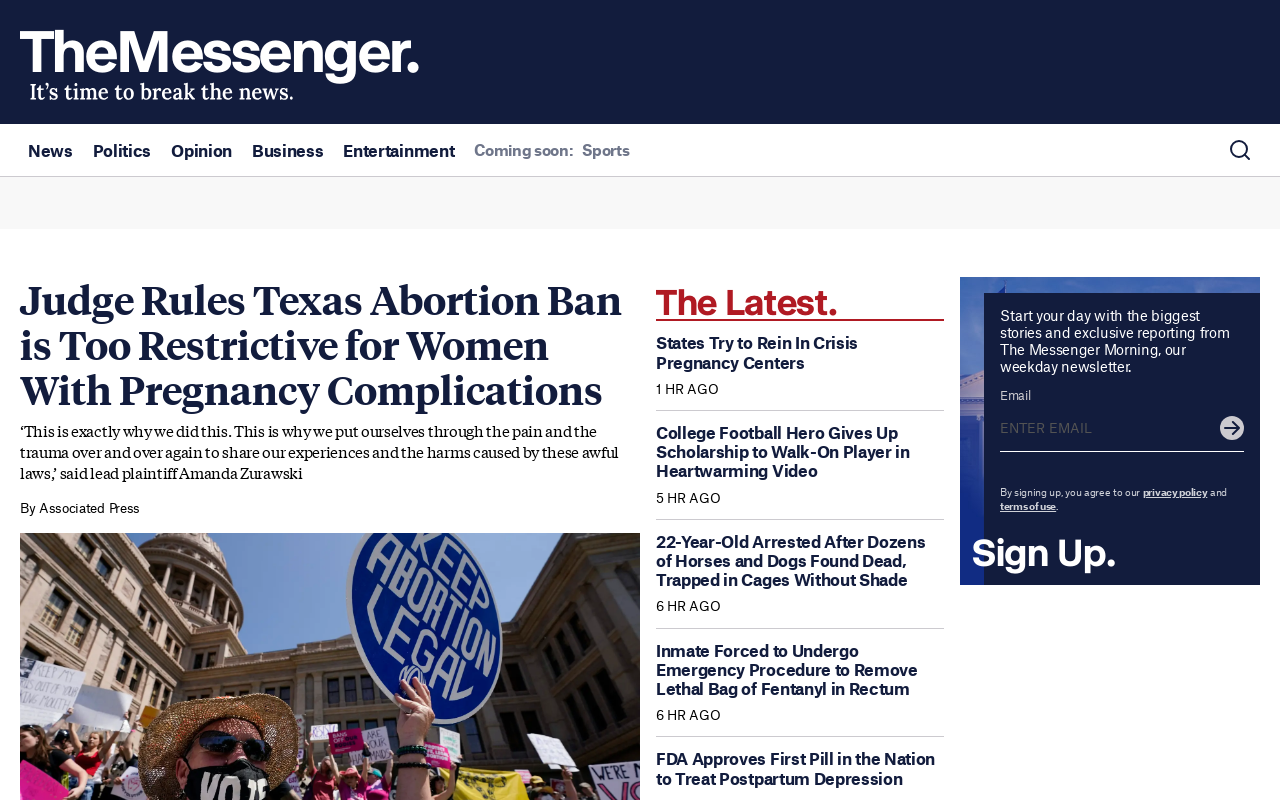 TheMessenger.
It's time to break the news.
News Politics Opinion Business Entertainment Coming soon: Sports
Judge Rules Texas Abortion Ban
is Too Restrictive for Women
With Pregnancy Complications
‘This is exactly why we did this. This is why we put ourselves through the pain and the
trauma over and over again to share our experiences and the harms caused by these awful
laws,’ said lead plaintiff Amanda Zurawski
By Associated Press
KEEP
ABORTION
LEGAL
VOTE
The Latest.
States Try to Rein In Crisis
Pregnancy Centers
1 HR AGO
College Football Hero Gives Up
Scholarship to Walk-On Player in
Heartwarming Video
5 HR AGO
22-Year-Old Arrested After Dozens
of Horses and Dogs Found Dead,
Trapped in Cages Without Shade
6 HR AGO
Inmate Forced to Undergo
Emergency Procedure to Remove
Lethal Bag of Fentanyl in Rectum
6 HR AGO
FDA Approves First Pill in the Nation
to Treat Postpartum Depression
Start your day with the biggest
stories and exclusive reporting from
The Messenger Morning, our
weekday newsletter.
Email
ENTER EMAIL
By signing up, you agree to our privacy policy and
terms of use.
Sign Up.